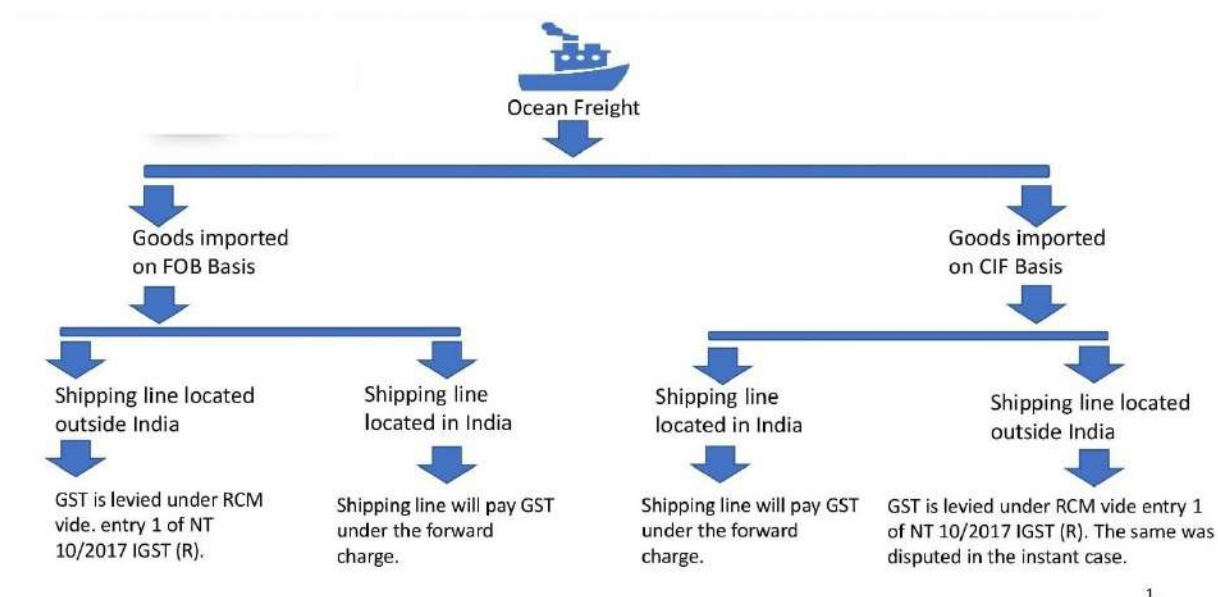 Ocean Freight
Goods imported
on FOB Basis
Goods imported
on CIF Basis
Shipping line located
outside India
Shipping line
located in India
Shipping line
located in India
Shipping line located
outside India
GST is levied under RCM
vide. entry 1 of NT
10/2017 IGST (R).
Shipping line will pay GST
under the forward
charge.
Shipping line will pay GST
under the forward
charge.
GST is levied under RCM vide entry 1
of NT 10/2017 IGST (R). The same was
disputed in the instant case.
1